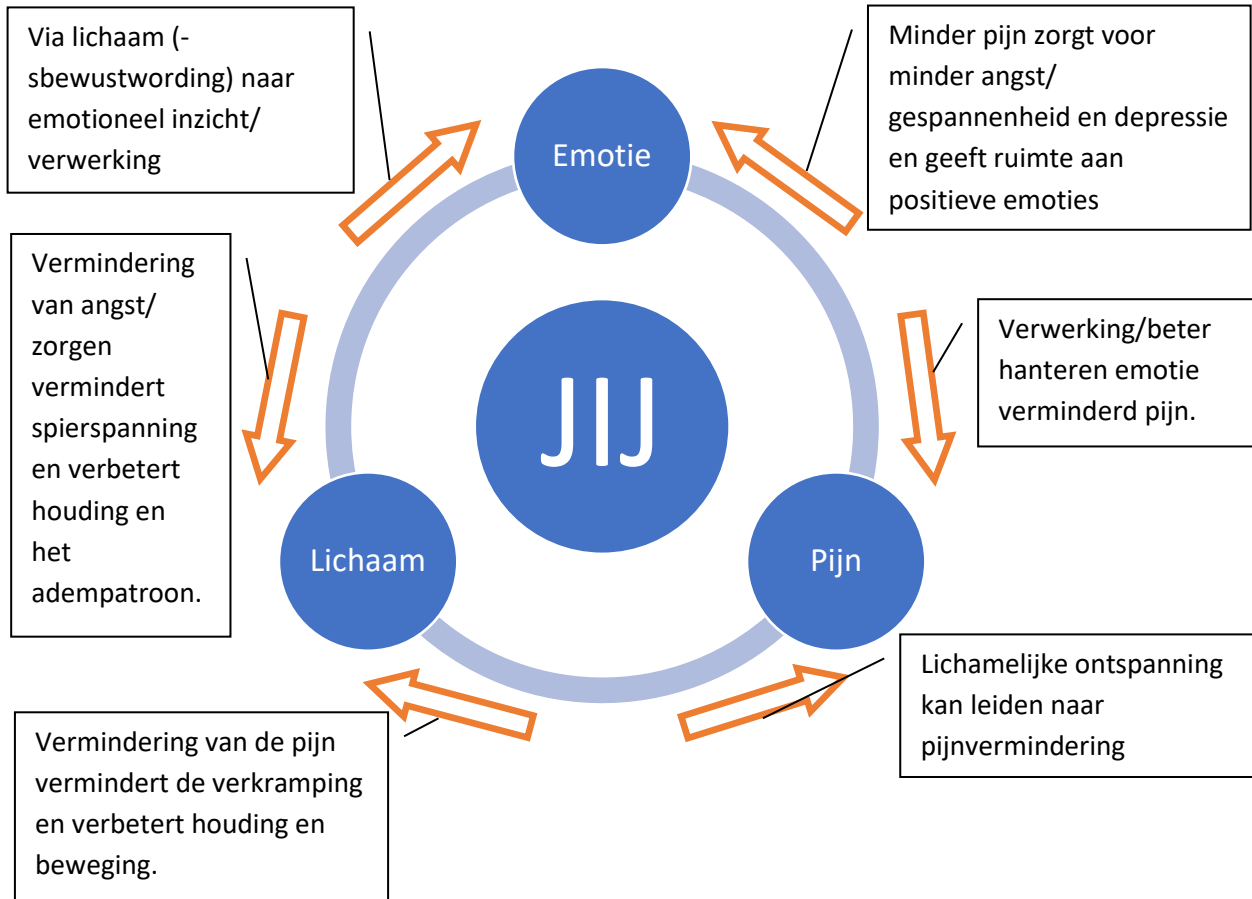 Via lichaam (-
sbewustwording) naar
emotioneel inzicht/
verwerking
Minder pijn zorgt voor
minder angst/
gespannenheid en depressie
en geeft ruimte aan
positieve emoties
Emotie
Vermindering
van angst/
zorgen
vermindert
spierspanning
en verbetert
houding en
het
adempatroon.
Verwerking/beter
hanteren emotie
verminderd pijn.
JIJ
Lichaam
Pijn
Lichamelijke ontspanning
kan leiden naar
pijnvermindering
Vermindering van de pijn
vermindert de verkramping
en verbetert houding en
beweging.